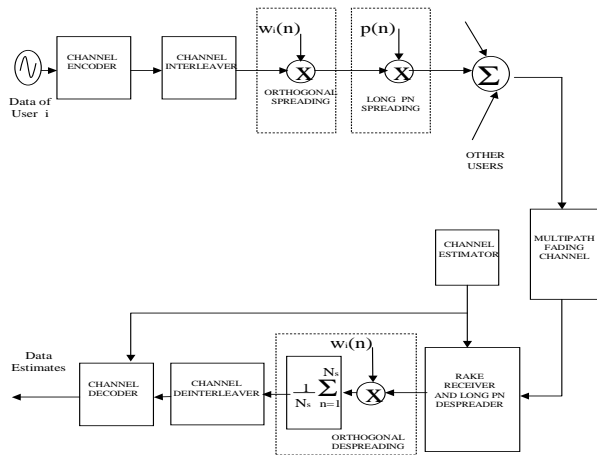 wi(n)
p(n)
CHANNEL
ENCODER
CHANNEL
INTERLEAVER
X
X
Σ
ORTHOGONAL
SPREADING
LONG PN
SPREADING
Data of
User i
OTHER
USERS
MULTIPATH
FADING
CHANNEL
CHANNEL
ESTIMATOR
wi(n)
Data
Estimates
CHANNEL
DECODER
CHANNEL
DEINTERLEAVER
1/Ns Σ n=1 Ns
X
ORTHOGONAL
DESPREADING
RAKE
RECEIVER
AND LONG PN
DESPREADER